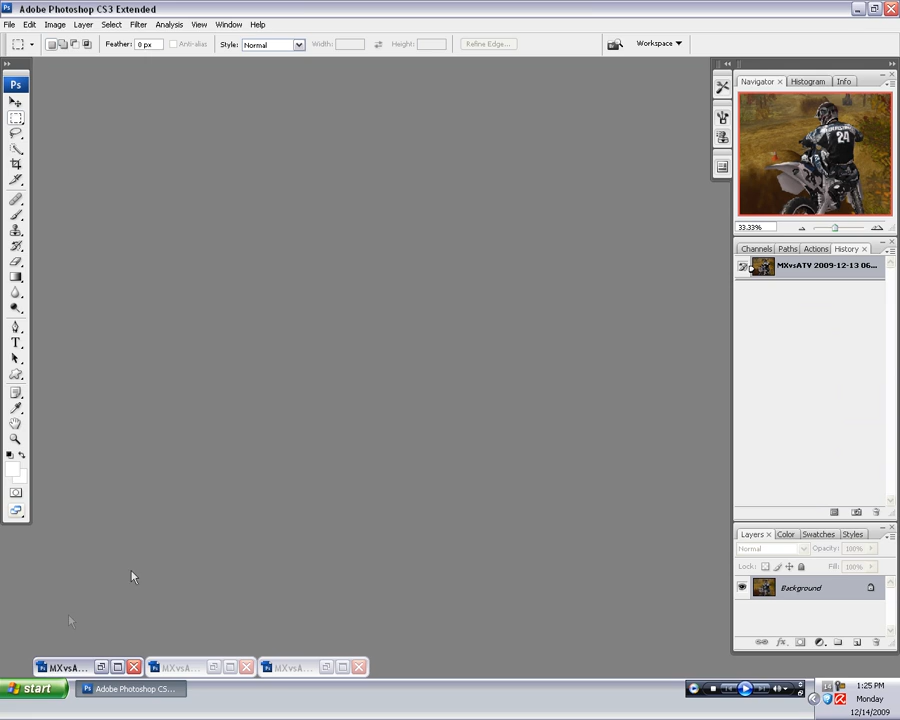 Adobe Photoshop CS3 Extended
File Edit Image Layer Select Filter Analysis View Window Help
Feather: 0 px Anti-alias Style: Normal Width: Height: Refine Edge... Workspace
Ps
Navigator × Histogram Info
24
33.33%
Channels Paths Actions History ×
MXvsATV 2009-12-13 06...
Layers × Color Swatches Styles
Normal Opacity: 100%
Lock: Fill: 100%
Background
MXvsA... MXvsA... MXvsA...
start Adobe Photoshop CS... 1:25 PM
Monday
12/14/2009